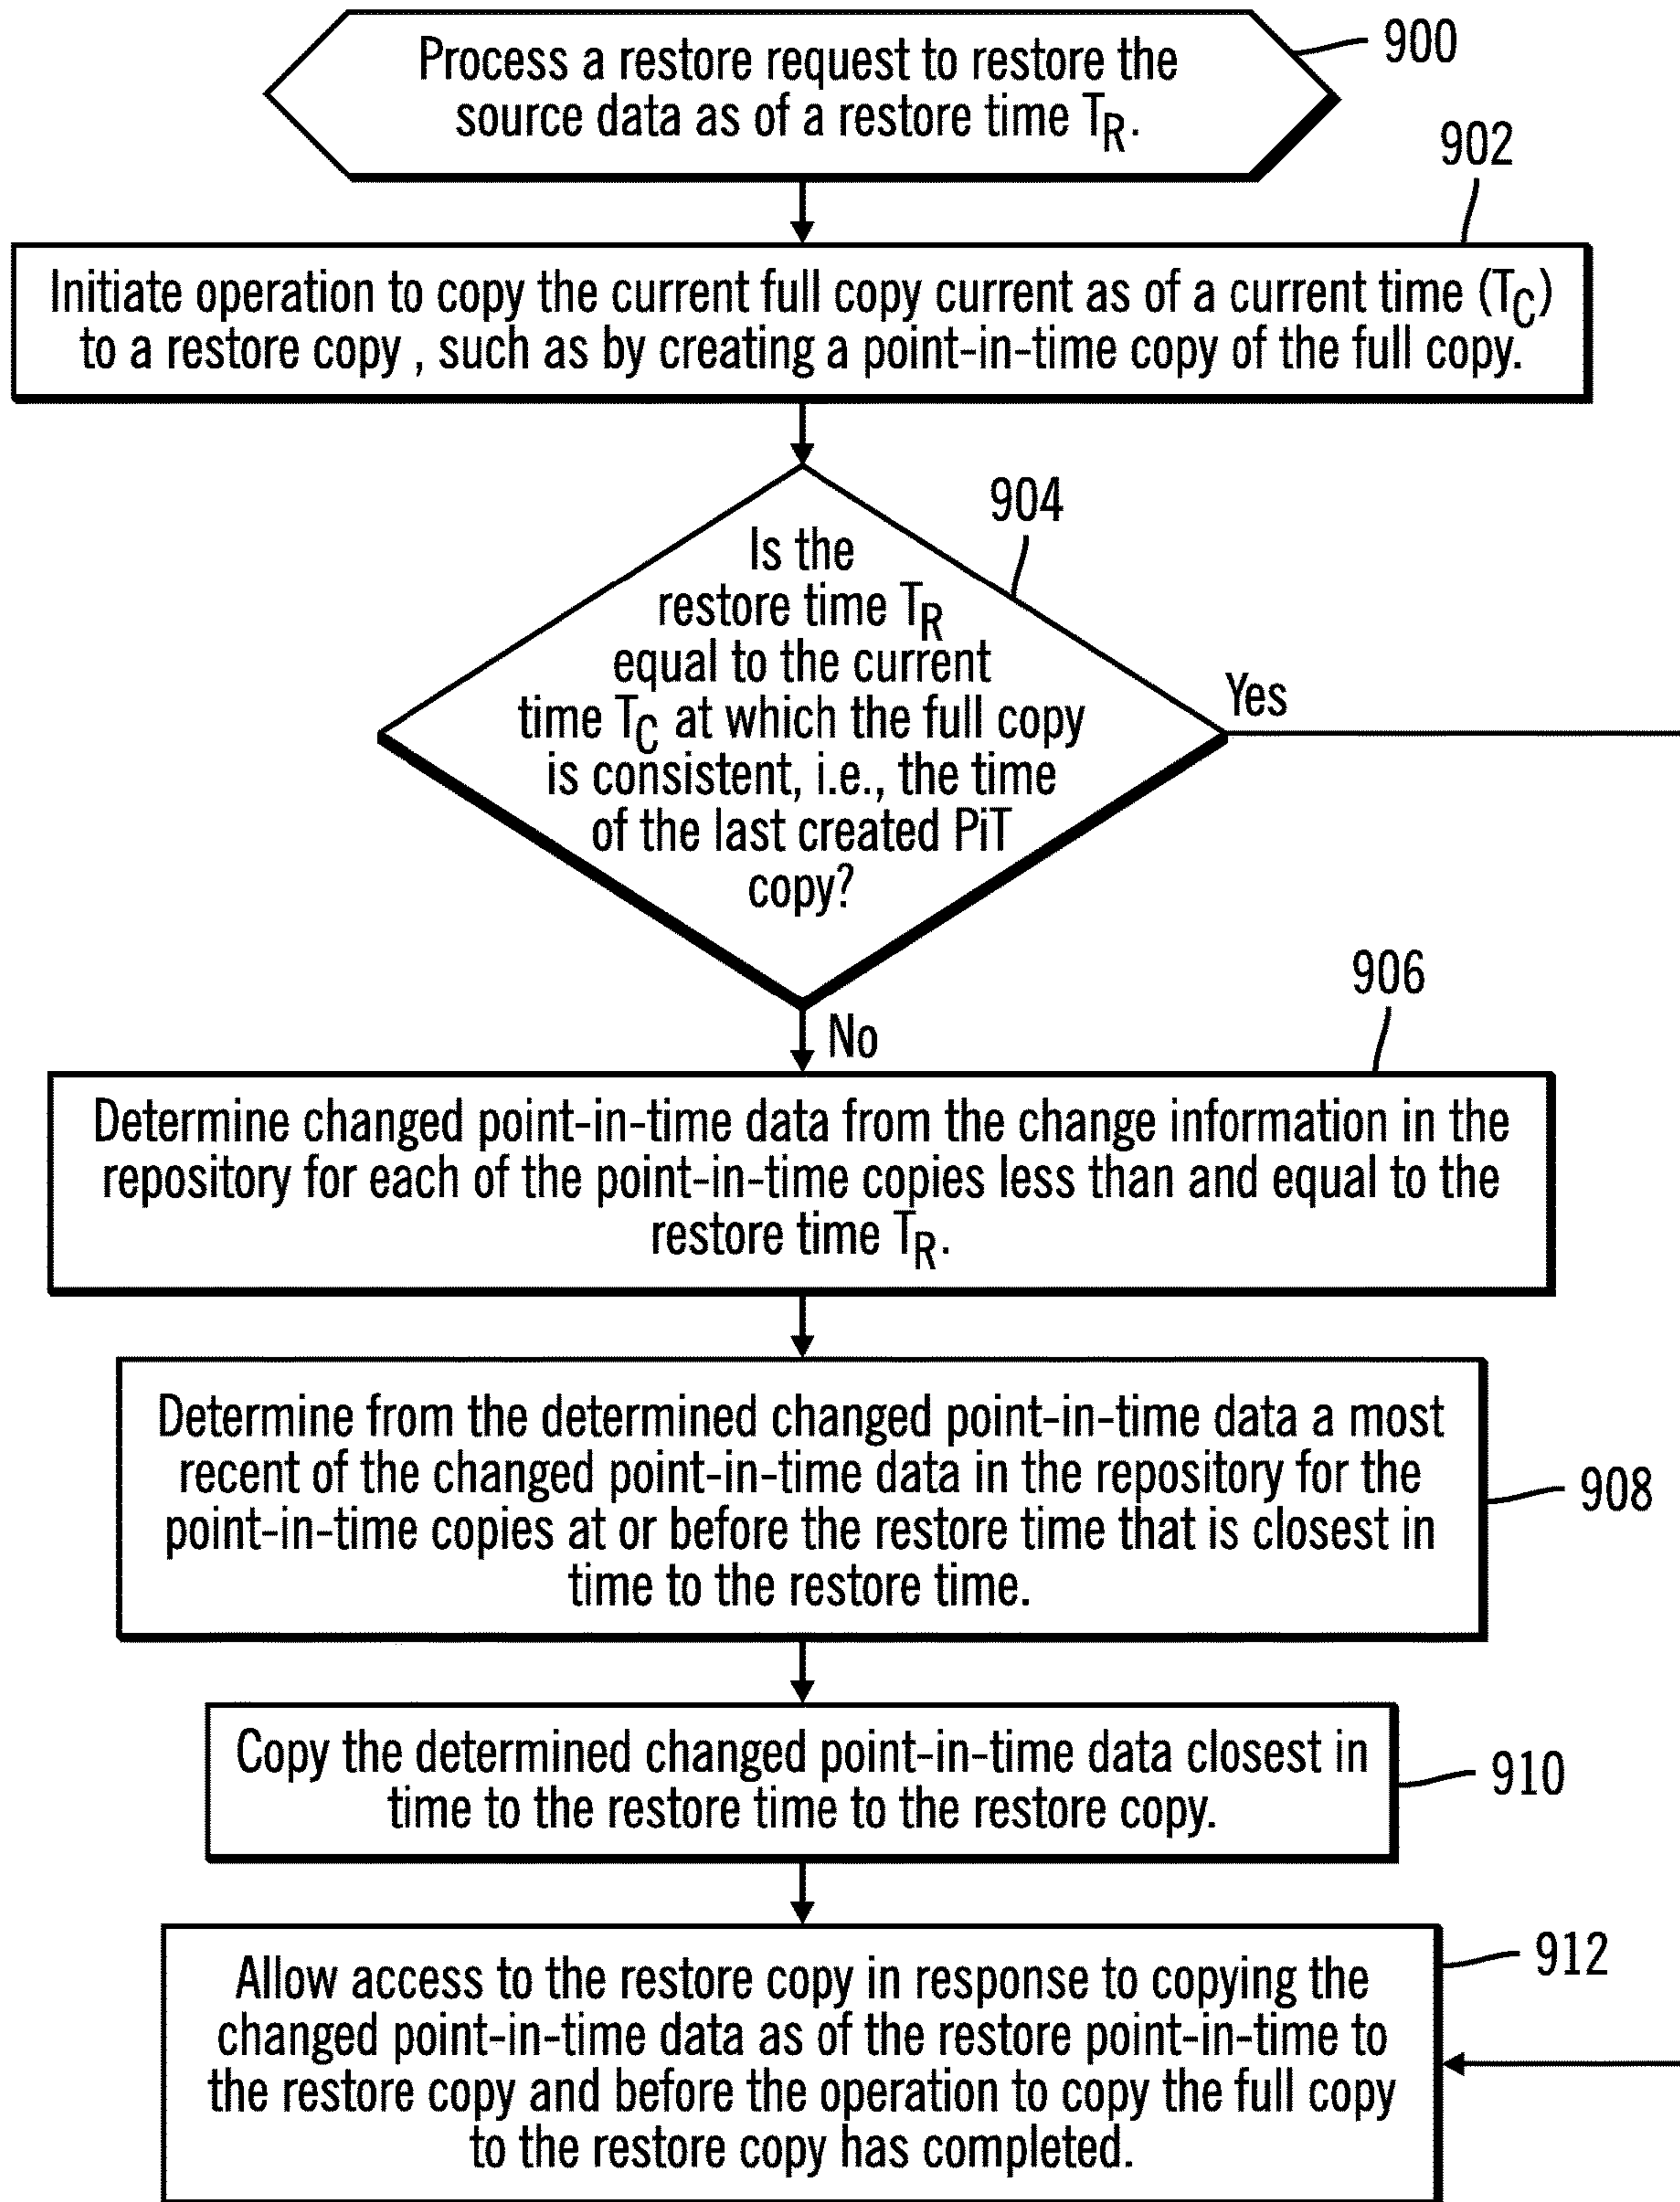 Process a restore request to restore the
source data as of a restore time TR.
900
902
Initiate operation to copy the current full copy current as of a current time (TC)
to a restore copy , such as by creating a point-in-time copy of the full copy.
904
Is the
restore time TR
equal to the current
time TC at which the full copy
is consistent, i.e., the time
of the last created PiT
copy?
Yes
No
906
Determine changed point-in-time data from the change information in the
repository for each of the point-in-time copies less than and equal to the
restore time TR.
Determine from the determined changed point-in-time data a most
recent of the changed point-in-time data in the repository for the
point-in-time copies at or before the restore time that is closest in
time to the restore time.
908
Copy the determined changed point-in-time data closest in
time to the restore time to the restore copy.
910
912
Allow access to the restore copy in response to copying the
changed point-in-time data as of the restore point-in-time to
the restore copy and before the operation to copy the full copy
to the restore copy has completed.